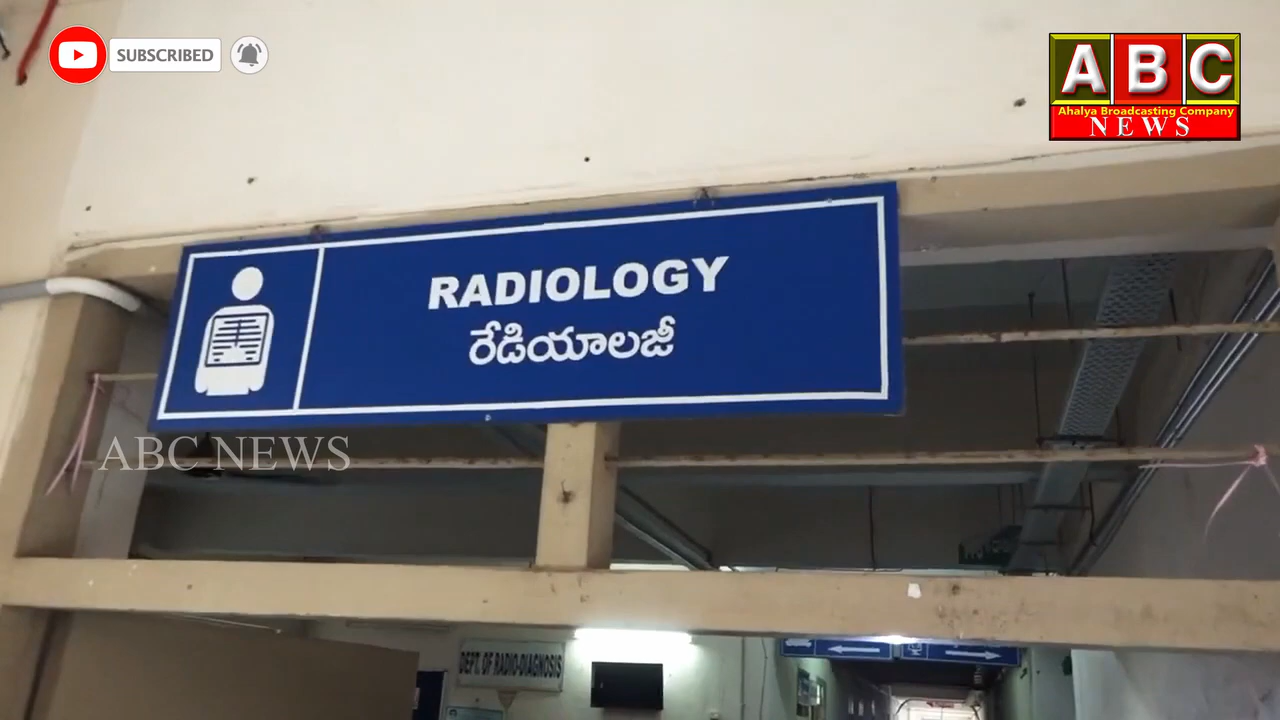 SUBSCRIBED
ABC
Ahalya Broadcasting Company
NEWS
RADIOLOGY
రేడియాలజీ
ABC NEWS
DEPT. OF RADIO-DIAGNOSIS